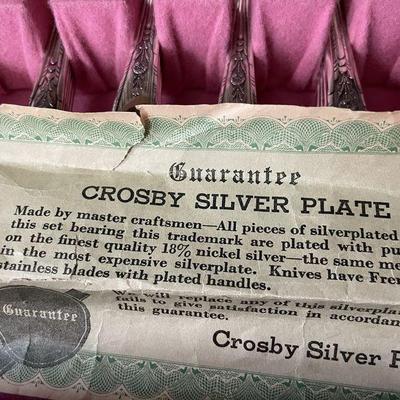 Guarantee
CROSBY SILVER PLATE
Made by master craftsmen—All pieces of silverplated
this set bearing this trademark are plated with pu
on the finest quality 18% nickel silver—the same me
in the most expensive silverplate. Knives have Fren
stainless blades with plated handles.
We will replace any of this silverplat
fails to give satisfaction in accordan
this guarantee.
Guarantee
Crosby Silver P